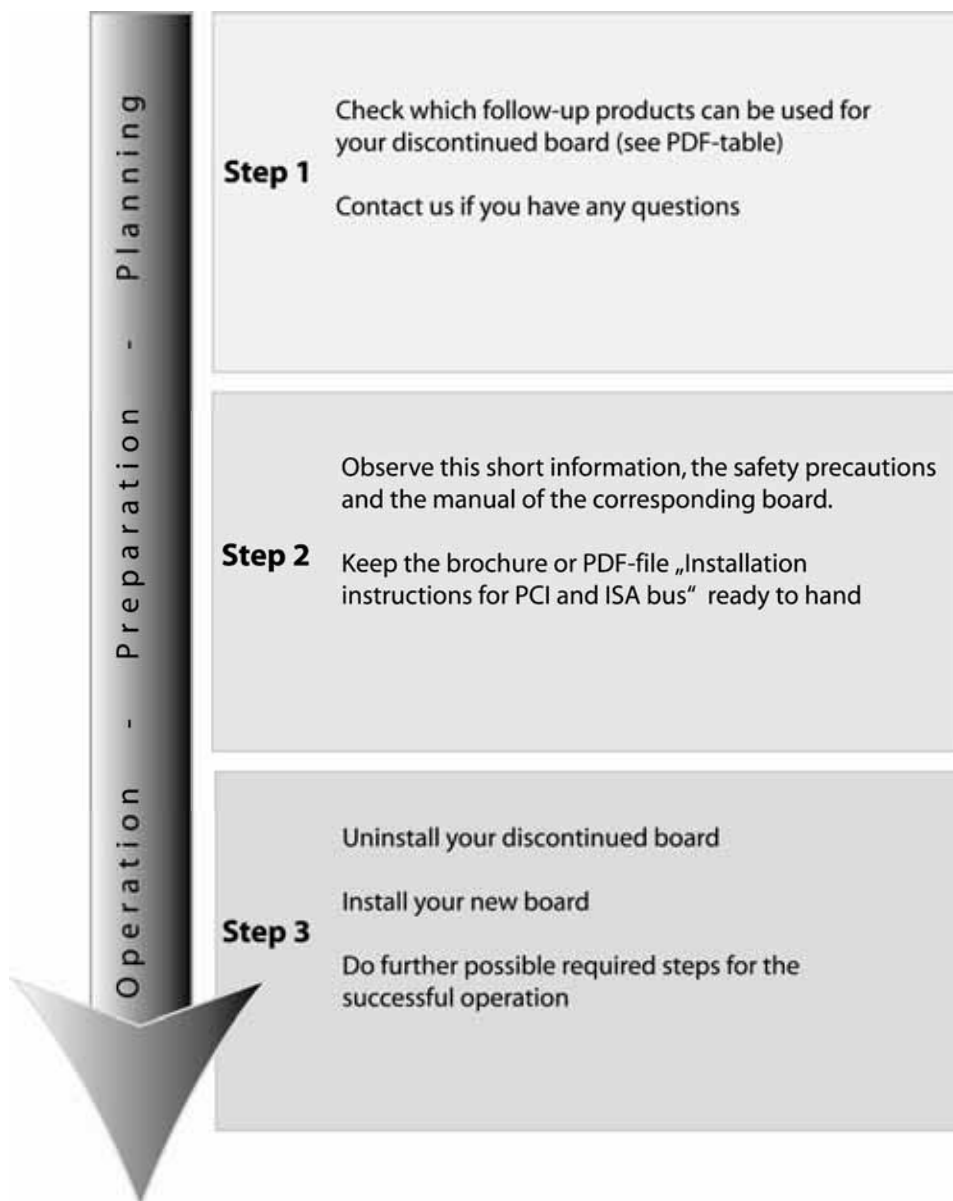 Planning
Step 1
Check which follow-up products can be used for
your discontinued board (see PDF-table)
Contact us if you have any questions
Preparation -
Step 2
Observe this short information, the safety precautions
and the manual of the corresponding board.
Keep the brochure or PDF-file „Installation
instructions for PCI and ISA bus“ ready to hand
Operation -
Step 3
Uninstall your discontinued board
Install your new board
Do further possible required steps for the
successful operation